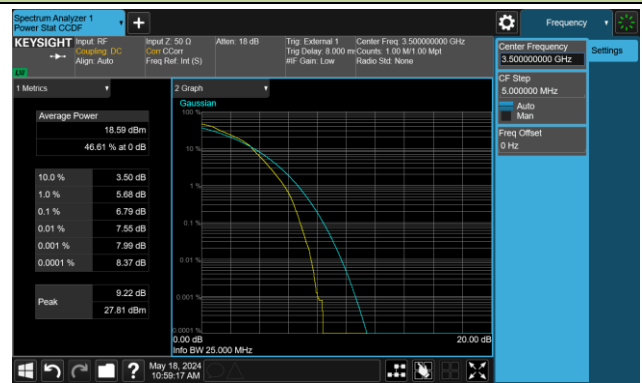 Spectrum Analyzer 1
Power Stat CCDF
Frequency
KEYSIGHT
Input: RF
Coupling: DC
Align: Auto
Input Z: 50 Ω
Corr CCorr
Freq Ref: Int (S)
Atten: 18 dB
Trig: External 1
Trig Delay: 8.000 m
#IF Gain: Low
Center Freq: 3.500000000 GHz
Counts: 1.00 M/1.00 Mpt
Radio Std: None
1 Metrics
Average Power
18.59 dBm
46.61 % at 0 dB
10.0 % 3.50 dB
1.0 % 5.68 dB
0.1 % 6.79 dB
0.01 % 7.55 dB
0.001 % 7.99 dB
0.0001 % 8.37 dB
Peak
9.22 dB
27.81 dBm
2 Graph
Gaussian
100 %
10 %
1 %
0.1 %
0.01 %
0.001 %
0.0001 %
0.00 dB
20.00 dB
Info BW 25.000 MHz
Center Frequency
3.500000000 GHz
Settings
CF Step
5.000000 MHz
Auto
Man
Freq Offset
0 Hz
May 18, 2024
10:59:17 AM